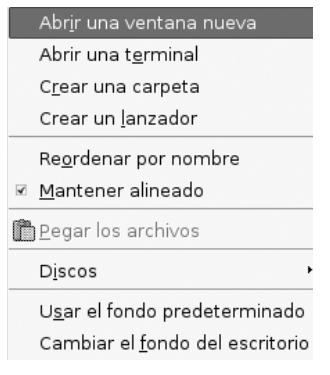 Abrir una ventana nueva
Abrir una terminal
Crear una carpeta
Crear un lanzador
Reordenar por nombre
Mantener alineado
Pegar los archivos
Discos
Usar el fondo predeterminado
Cambiar el fondo del escritorio